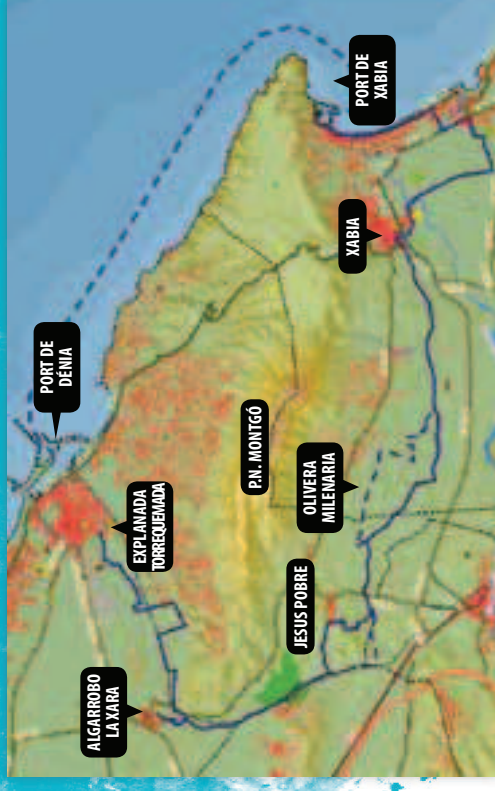 PORT DE
DÉNIA
EXPLANADA
TORREQUEMADA
ALGARROBO
LA XARA
JESUS POBRE
P.N. MONTGÓ
OLIVERA
MILENARIA
XABIA
PORT DE
XABIA